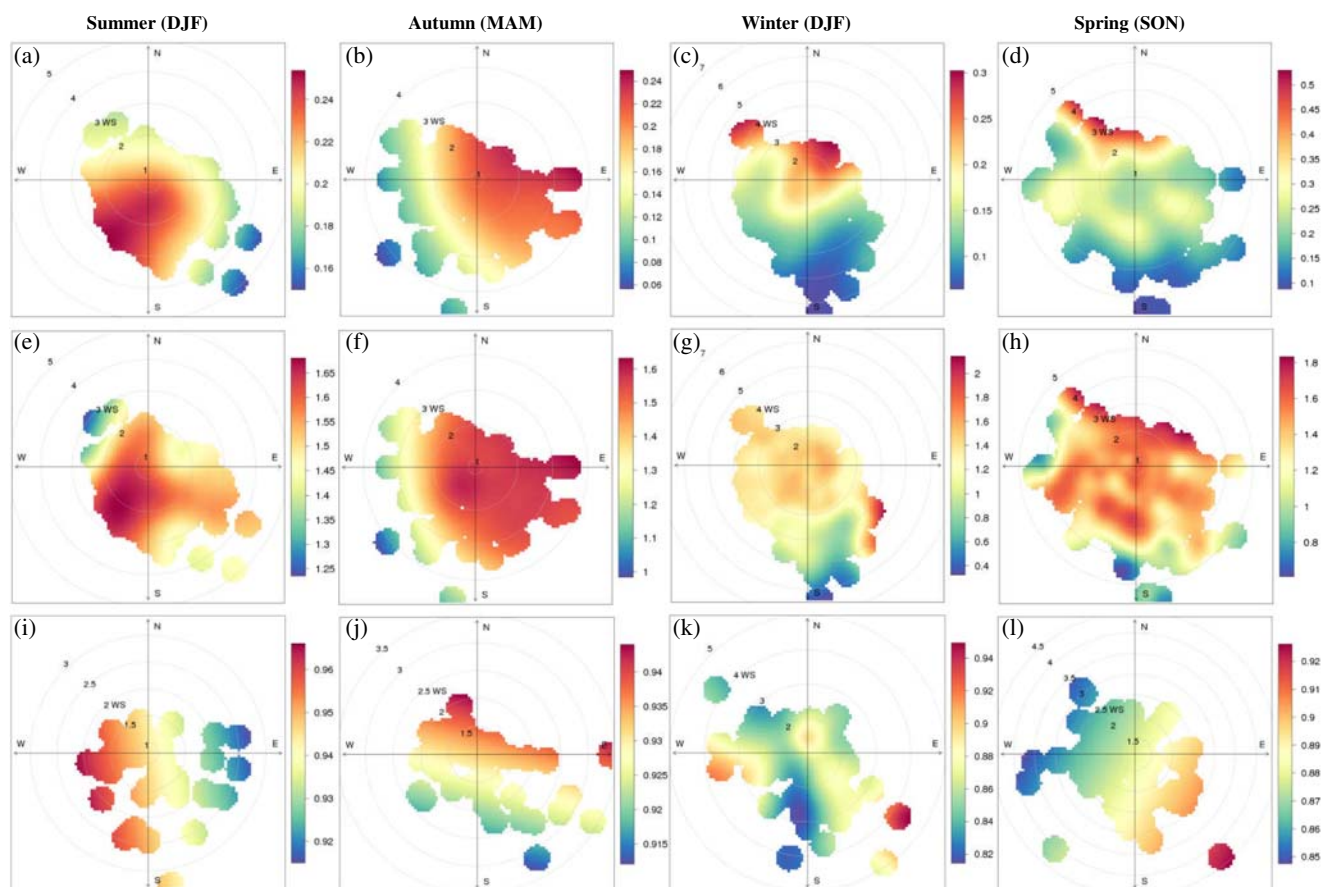 Summer (DJF) Autumn (MAM) Winter (DJF) Spring (SON)
(a) N 5 4 3 WS 2 1 W E S 0.24 0.22 0.2 0.18 0.16
(b) N 4 3 WS 2 1 W E S 0.24 0.22 0.2 0.18 0.16 0.14 0.12 0.1 0.08 0.06
(c) N 7 6 5 4 WS 3 2 W E S 0.3 0.25 0.2 0.15 0.1
(d) N 5 4 3 WS 2 1 W E S 0.5 0.45 0.4 0.35 0.3 0.25 0.2 0.15 0.1
(e) N 5 4 3 WS 2 1 W E S 1.65 1.6 1.55 1.5 1.45 1.4 1.35 1.3 1.25
(f) N 4 3 WS 2 1 W E S 1.6 1.5 1.4 1.3 1.2 1.1 1
(g) N 7 6 5 4 WS 3 2 W E S 2 1.8 1.6 1.4 1.2 1 0.8 0.6 0.4
(h) N 5 4 3 WS 2 1 W E S 1.8 1.6 1.4 1.2 1 0.8
(i) N 3 2.5 2 WS 1.5 1 W E S 0.96 0.95 0.94 0.93 0.92
(j) N 3.5 3 2.5 WS 2 1.5 W E S 0.94 0.935 0.93 0.925 0.92 0.915
(k) N 5 4 WS 3 2 W E S 0.94 0.92 0.9 0.88 0.86 0.84 0.82
(l) N 4.5 4 3.5 3 2.5 WS 2 1.5 W E S 0.92 0.91 0.9 0.89 0.88 0.87 0.86 0.85